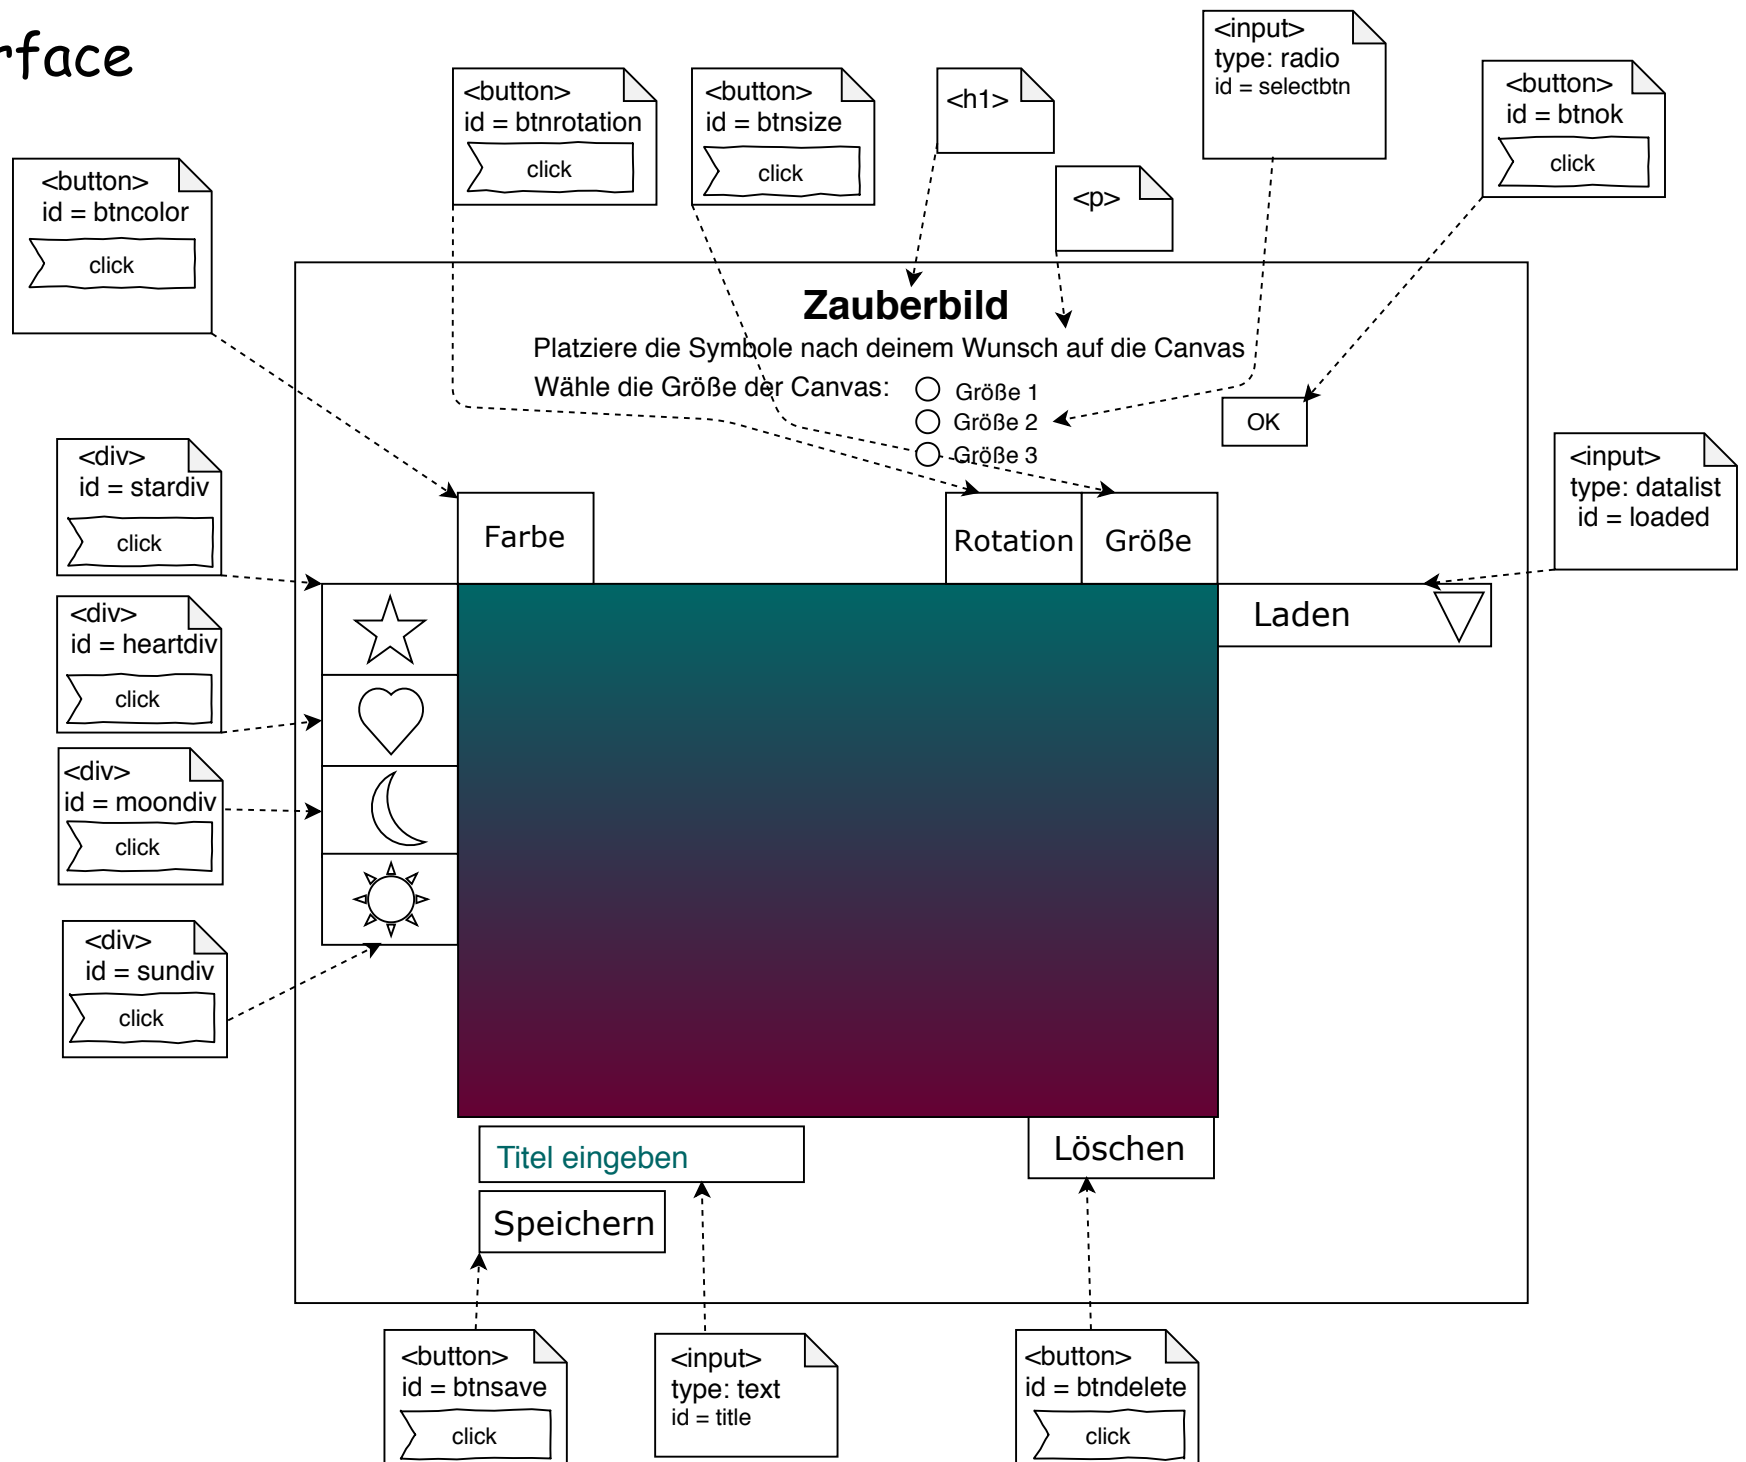 rface
<input>
type: radio
id = selectbtn
<button>
id = btnrotation
click
<button>
id = btnsize
click
<h1>
<button>
id = btnok
click
<p>
<button>
id = btncolor
click
Zauberbild
Platziere die Symbole nach deinem Wunsch auf die Canvas
Wähle die Größe der Canvas:
Größe 1
Größe 2
Größe 3
OK
<div>
id = stardiv
click
<input>
type: datalist
id = loaded
Farbe
Rotation
Größe
Laden
<div>
id = heartdiv
click
<div>
id = moondiv
click
<div>
id = sundiv
click
Titel eingeben
Löschen
Speichern
<button>
id = btnsave
click
<input>
type: text
id = title
<button>
id = btndelete
click